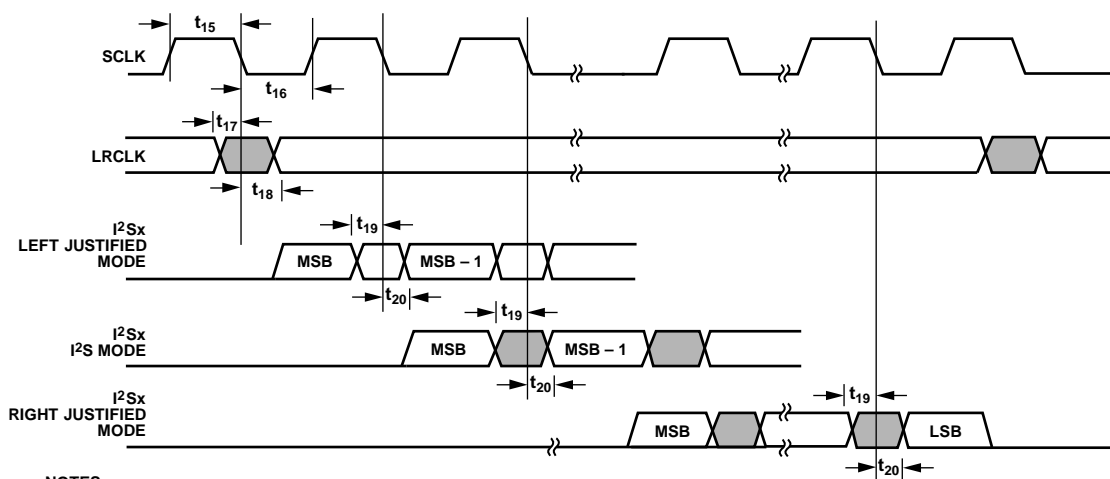 t15
SCLK
t16
t17
LRCLK
t18
I²Sx
LEFT JUSTIFIED
MODE
t19
MSB
MSB – 1
t20
I²Sx
I²S MODE
t19
MSB
MSB – 1
t20
I²Sx
RIGHT JUSTIFIED
MODE
t19
MSB
LSB
t20
NOTES